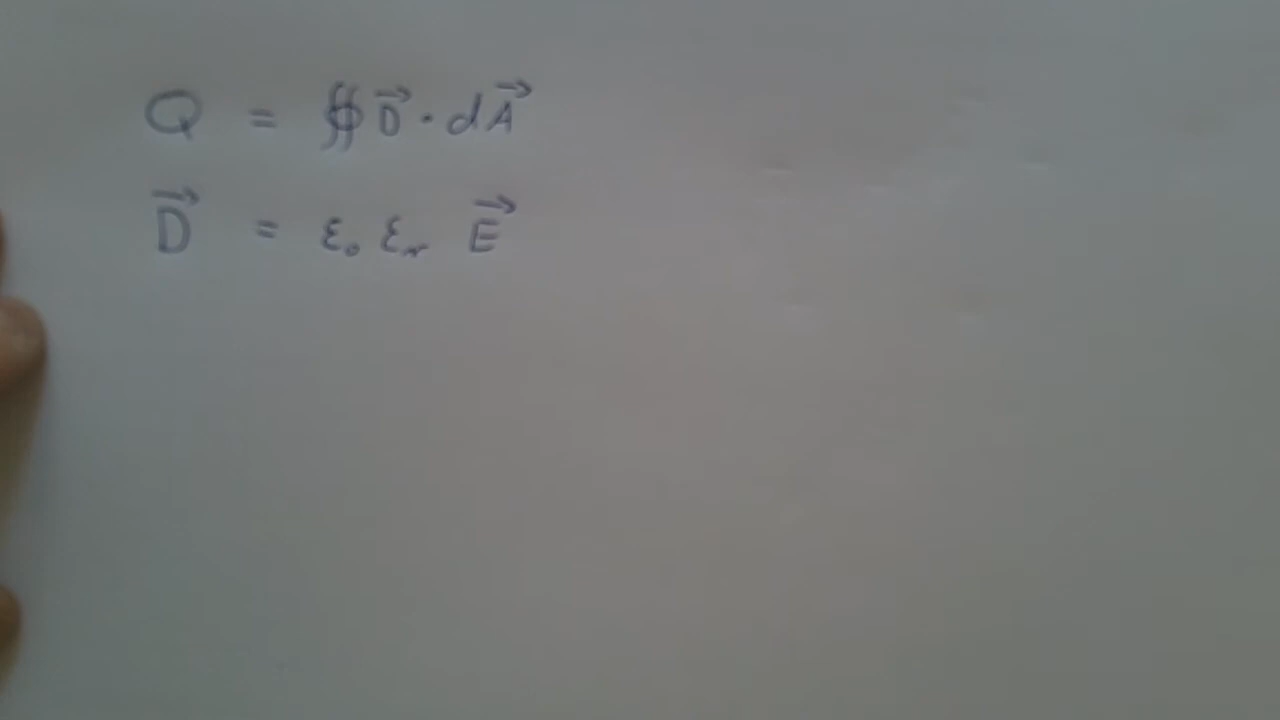 Q = ∯ D⃗ · dA⃗
D⃗ = ε₀ εᵣ E⃗